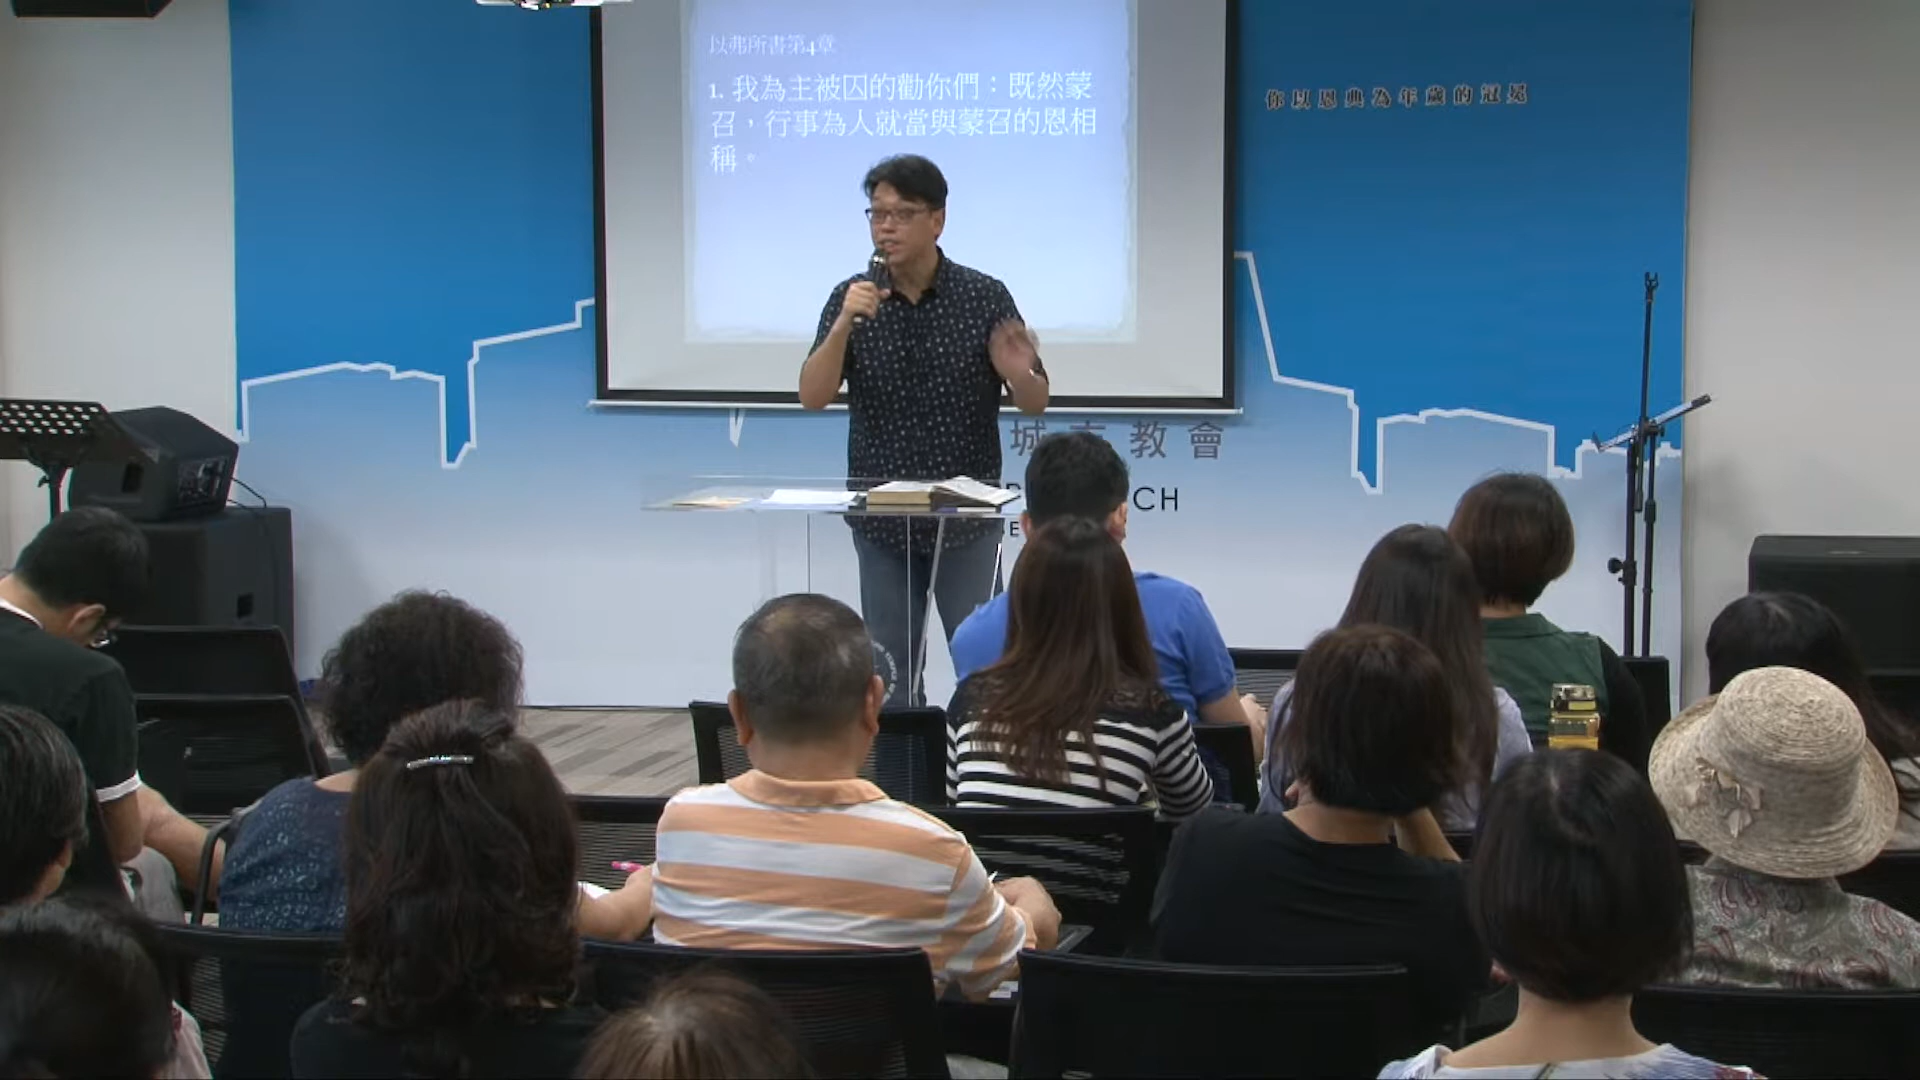 以弗所書第4章
1. 我為主被囚的勸你們：既然蒙
召，行事為人就當與蒙召的恩相
稱。
你以恩典為年歲的冠冕
城市教會
CH